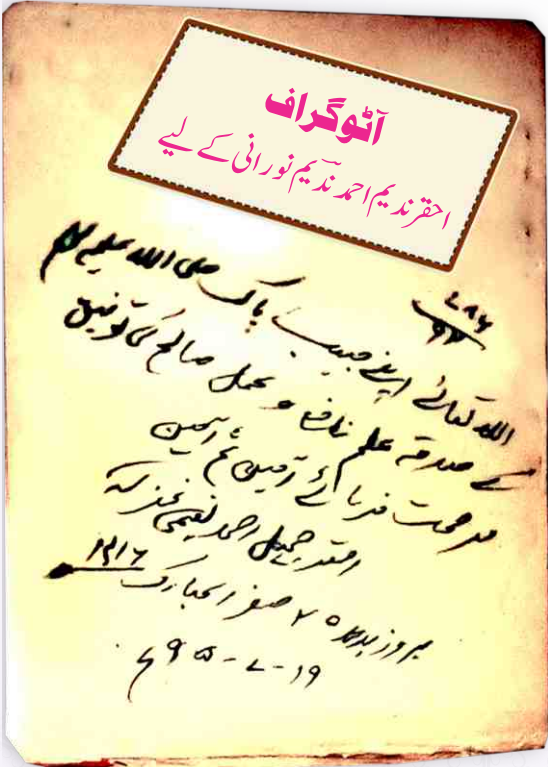 آٹوگراف
احقر ندیم احمد ندیم نورانی کے لیے
۷۸۶
۹۲
اللہ تعالیٰ اپنے حبیب پاک صلی اللہ علیہ وسلم
کے صدقہ علم نافع و عمل صالح کی توفیق
مرحمت فرمائے آمین ثم آمین
احقر جمیل احمد نعیمی غفرلہ
بروز بدھ ۲۰ صفر المبارک ۱۴۱۶
۱۹-۷-۹۵ء